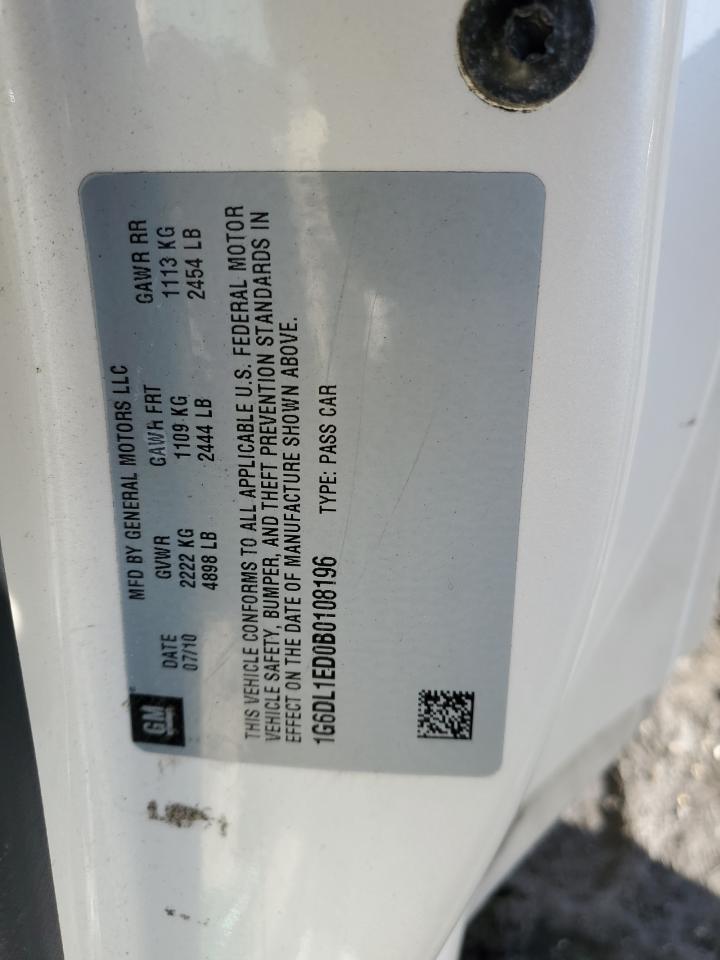 GM
MFD BY GENERAL MOTORS LLC
DATE GVWR GAWR FRT GAWR RR
07/10 2222 KG 1109 KG 1113 KG
4898 LB 2444 LB 2454 LB
THIS VEHICLE CONFORMS TO ALL APPLICABLE U.S. FEDERAL MOTOR
VEHICLE SAFETY, BUMPER, AND THEFT PREVENTION STANDARDS IN
EFFECT ON THE DATE OF MANUFACTURE SHOWN ABOVE.
1G6DL1ED0B0108196 TYPE: PASS CAR